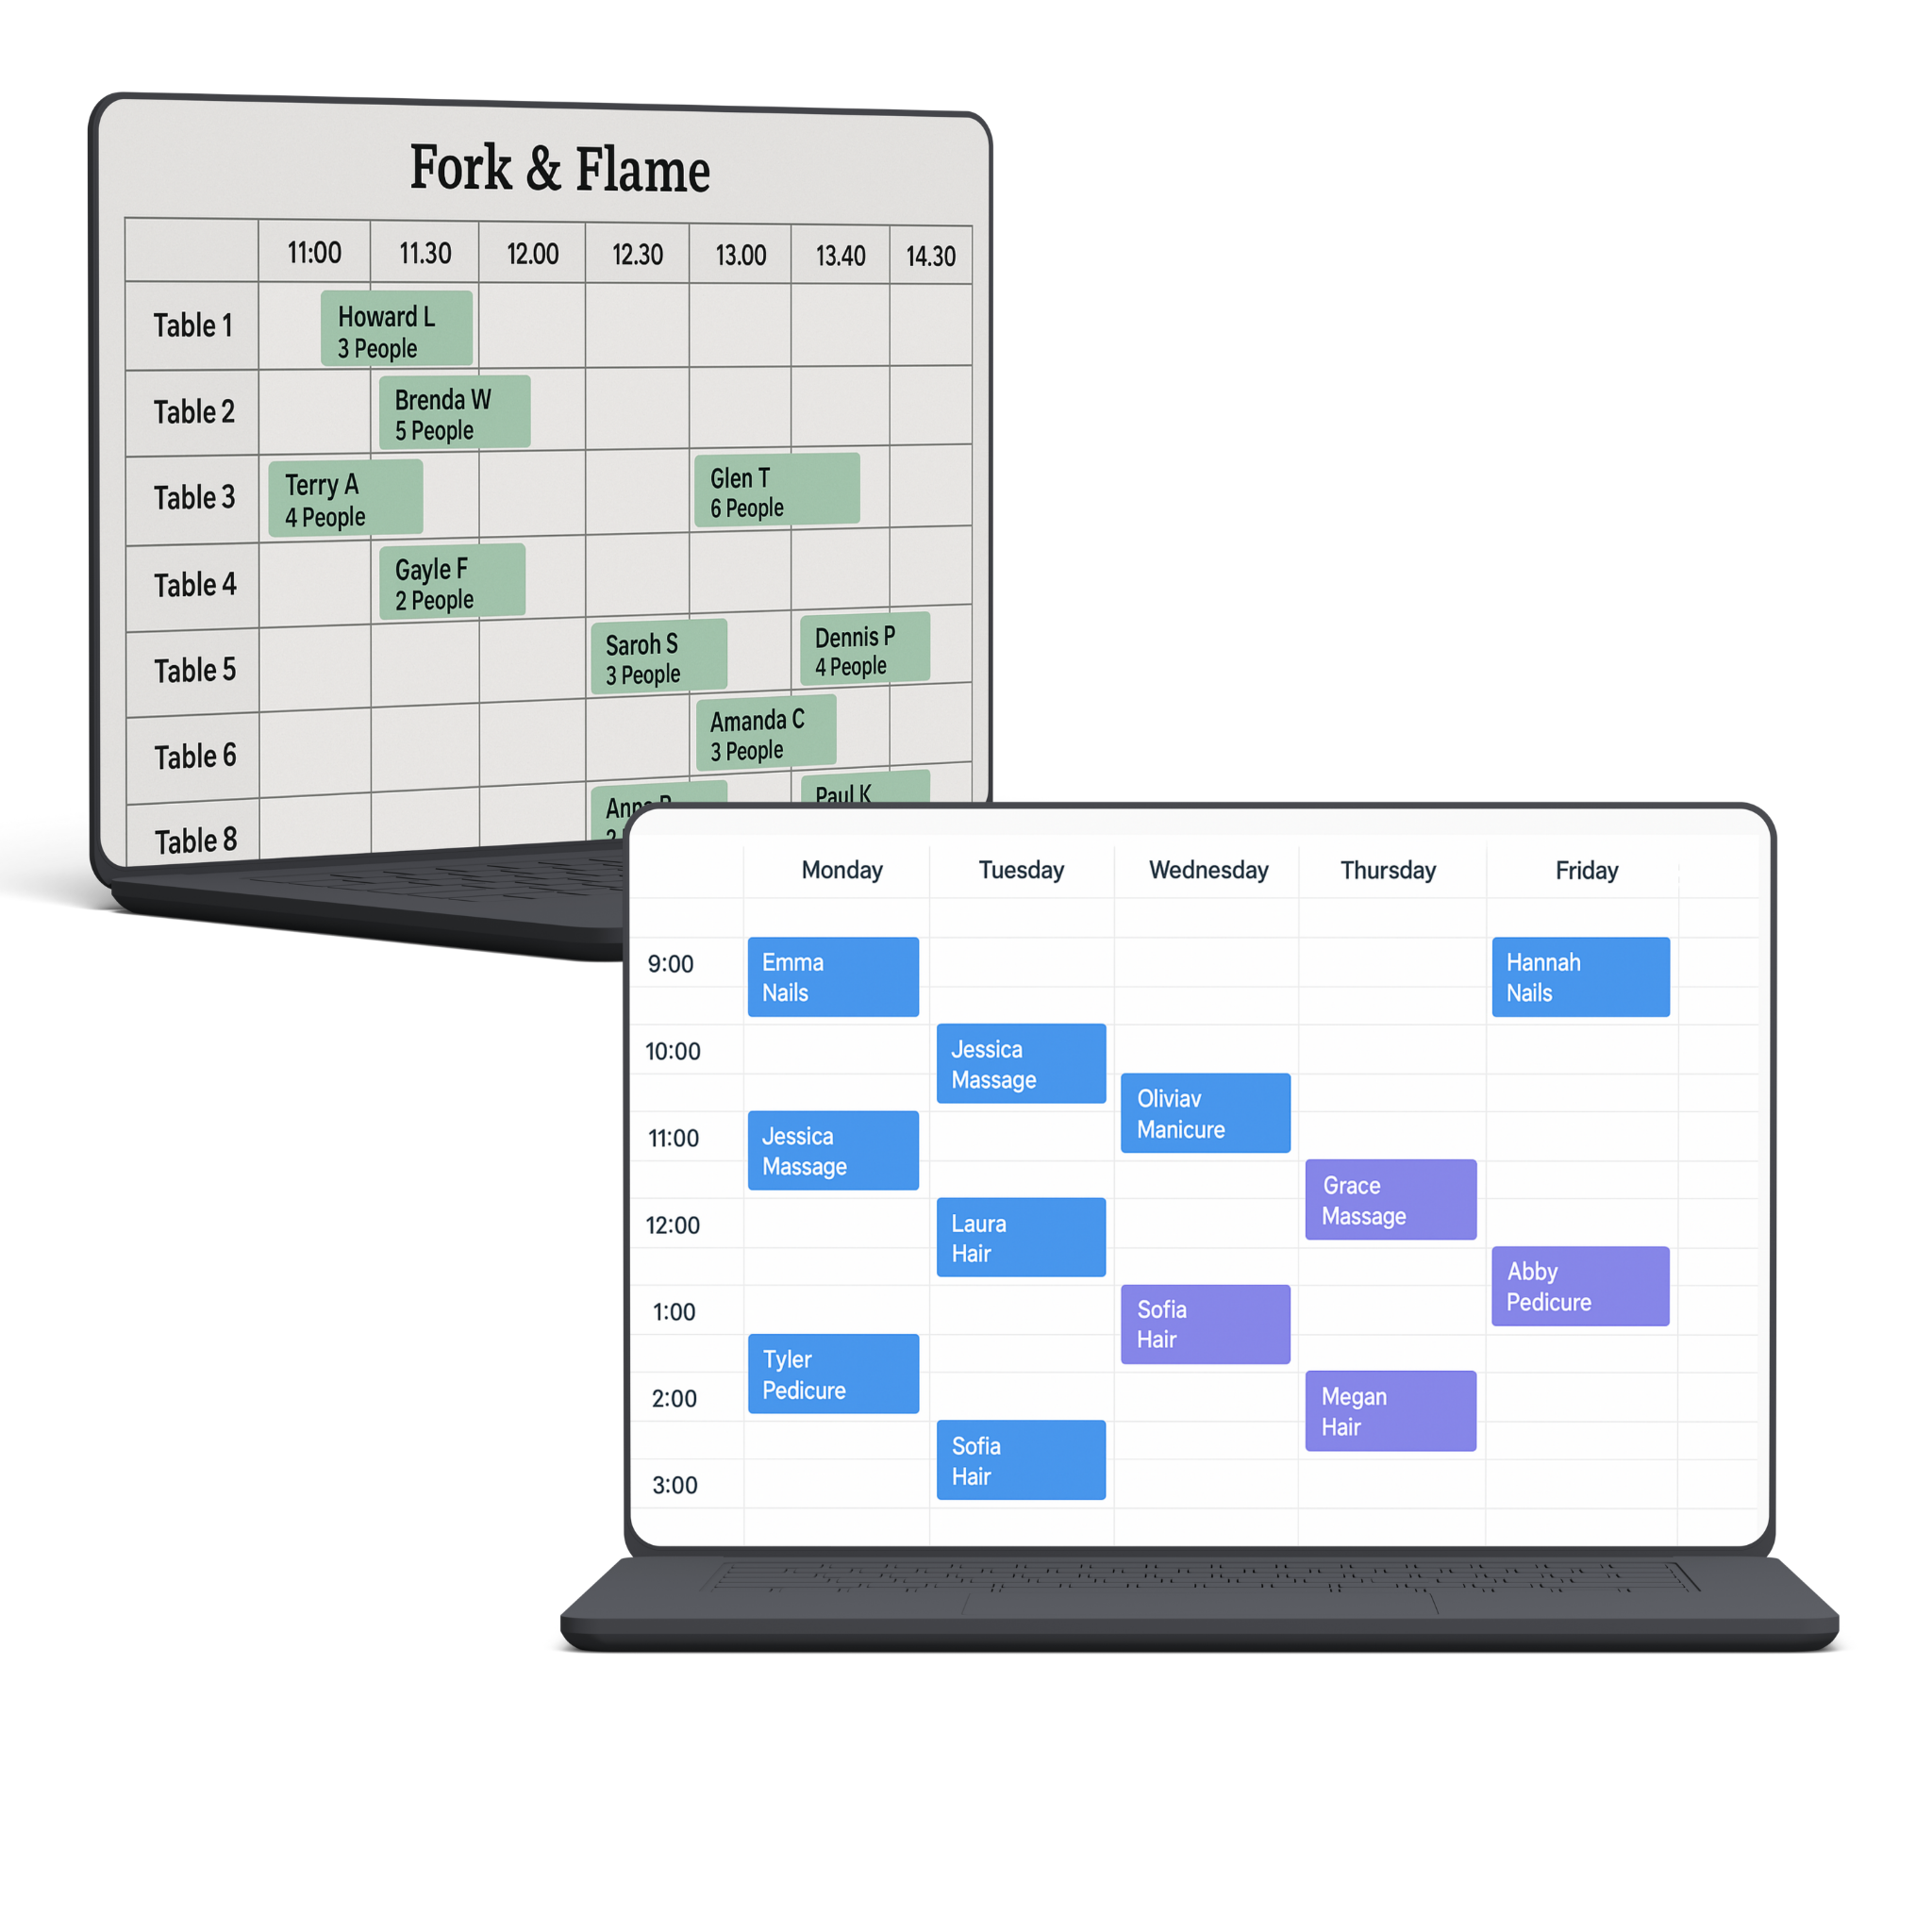 Fork & Flame
11:00 11.30 12.00 12.30 13.00 13.40 14.30
Table 1
Howard L
3 People
Table 2
Brenda W
5 People
Table 3
Terry A
4 People
Glen T
6 People
Table 4
Gayle F
2 People
Table 5
Saroh S
3 People
Dennis P
4 People
Table 6
Amanda C
3 People
Table 8
Paul K
Monday Tuesday Wednesday Thursday Friday
9:00
Emma
Nails
Hannah
Nails
10:00
Jessica
Massage
Oliviav
Manicure
11:00
Jessica
Massage
Grace
Massage
12:00
Laura
Hair
Abby
Pedicure
1:00
Sofia
Hair
Tyler
Pedicure
2:00
Megan
Hair
Sofia
Hair
3:00